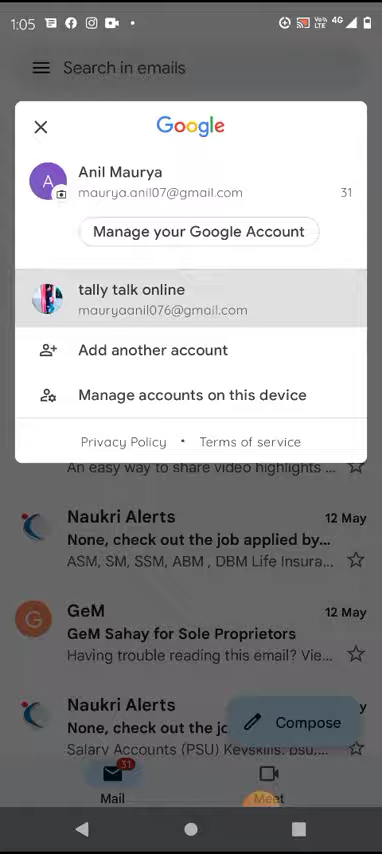 1:05
Vo))
LTE
4G
Search in emails
Google
A
Anil Maurya
maurya.anil07@gmail.com
31
Manage your Google Account
tally talk online
mauryaanil076@gmail.com
Add another account
Manage accounts on this device
Privacy Policy • Terms of service
An easy way to share video highlights ...
Naukri Alerts
12 May
None, check out the job applied by...
ASM, SM, SSM, ABM , DBM Life Insura...
G
GeM
12 May
GeM Sahay for Sole Proprietors
Having trouble reading this email? Vie...
Naukri Alerts
None, check out the
Compose
Salary Accounts (PSU) Keyskills: psu,...
31
Mail
Meet